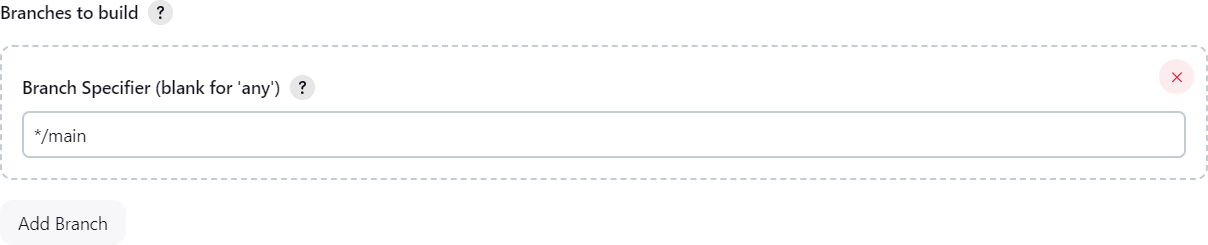 Branches to build ?
Branch Specifier (blank for 'any') ?
*/main
Add Branch